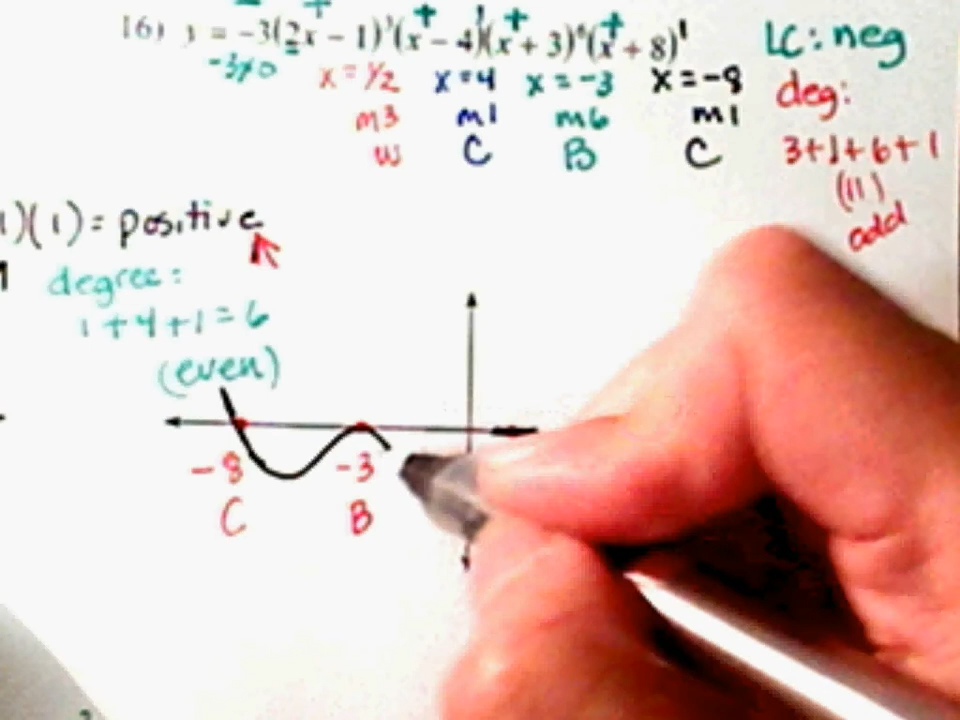 16) y = -3(2x - 1)³(x - 4)¹(x + 3)⁶(x + 8)¹
+ + + +
-3≠0 x = 1/2 x = 4 x = -3 x = -8
m3 m1 m6 m1
w C B C
LC: neg
deg:
3+1+6+1
(11)
add
1)(1) = positive
degree:
1+4+1=6
(even)
-8 -3
C B